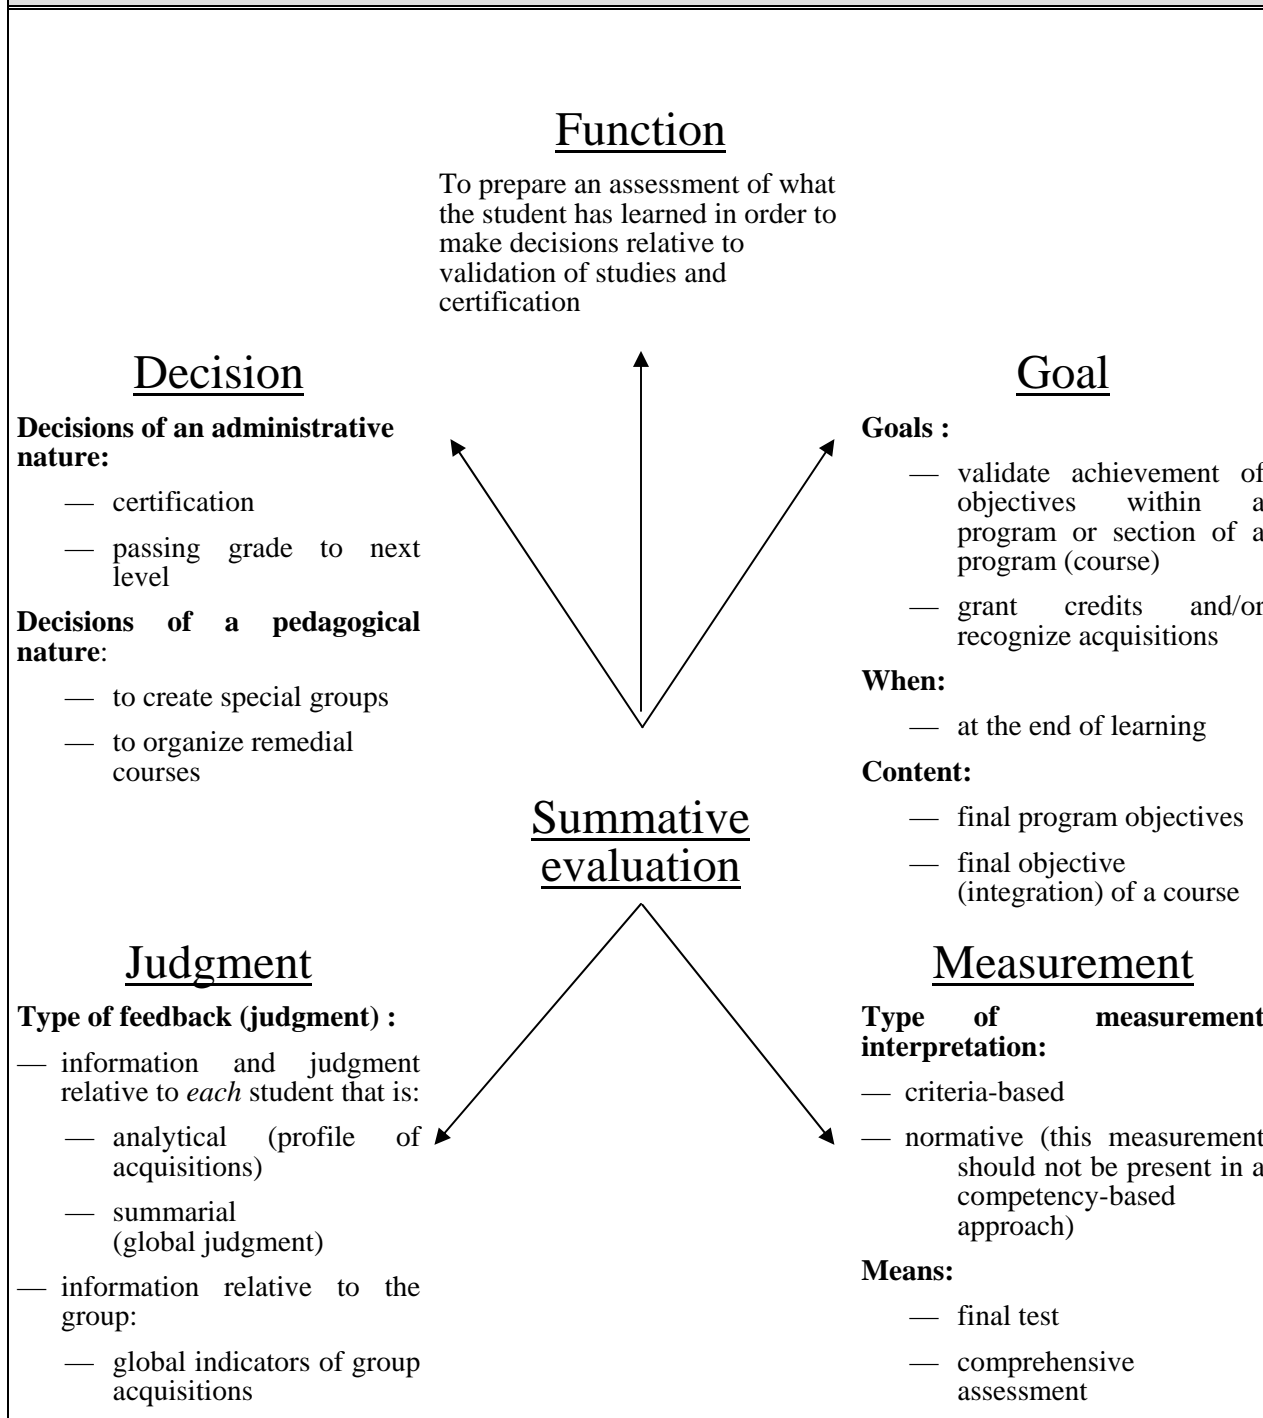 Function
To prepare an assessment of what
the student has learned in order to
make decisions relative to
validation of studies and
certification
Decision
Decisions of an administrative
nature:
— certification
— passing grade to next
level
Decisions of a pedagogical
nature:
— to create special groups
— to organize remedial
courses
Goal
Goals :
— validate achievement of
objectives within a
program or section of a
program (course)
— grant credits and/or
recognize acquisitions
When:
— at the end of learning
Content:
— final program objectives
— final objective
(integration) of a course
Summative
evaluation
Judgment
Type of feedback (judgment) :
— information and judgment
relative to each student that is:
— analytical (profile of
acquisitions)
— summarial
(global judgment)
— information relative to the
group:
— global indicators of group
acquisitions
Measurement
Type of measurement
interpretation:
— criteria-based
— normative (this measurement
should not be present in a
competency-based
approach)
Means:
— final test
— comprehensive
assessment